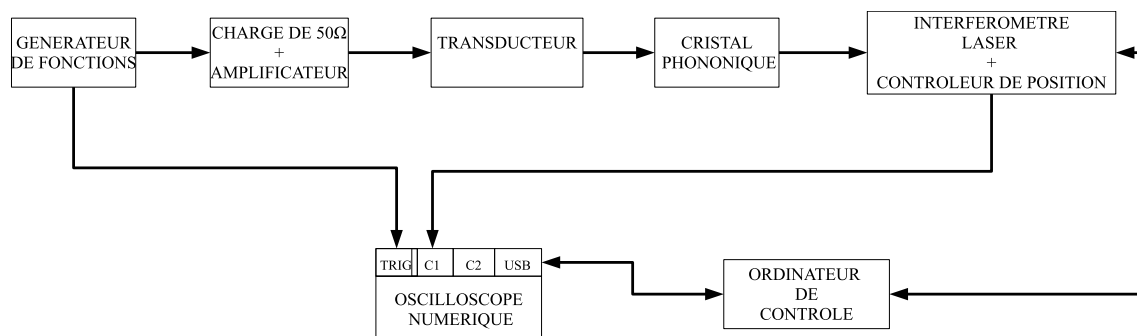 GENERATEUR
DE FONCTIONS
CHARGE DE 50Ω
+
AMPLIFICATEUR
TRANSDUCTEUR
CRISTAL
PHONONIQUE
INTERFEROMETRE
LASER
+
CONTROLEUR DE POSITION
TRIG
C1
C2
USB
OSCILLOSCOPE
NUMERIQUE
ORDINATEUR
DE
CONTROLE